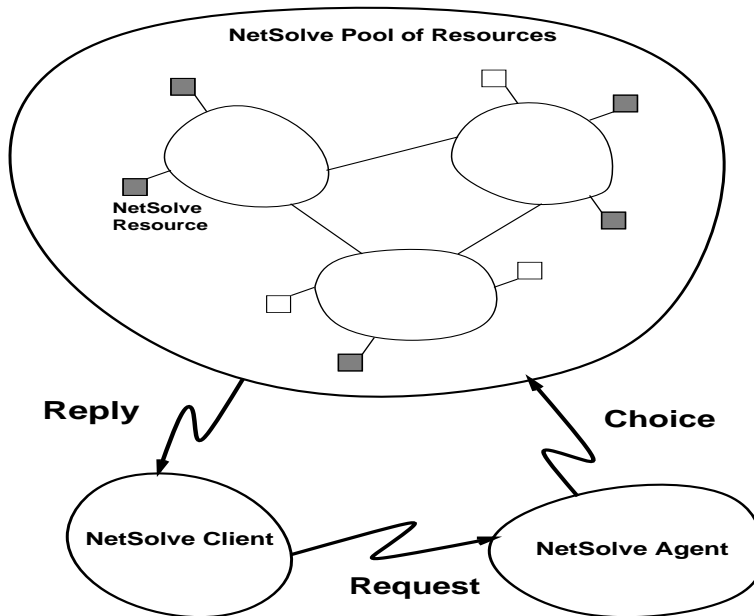 NetSolve Pool of Resources
NetSolve
Resource
Reply
Choice
NetSolve Client
NetSolve Agent
Request